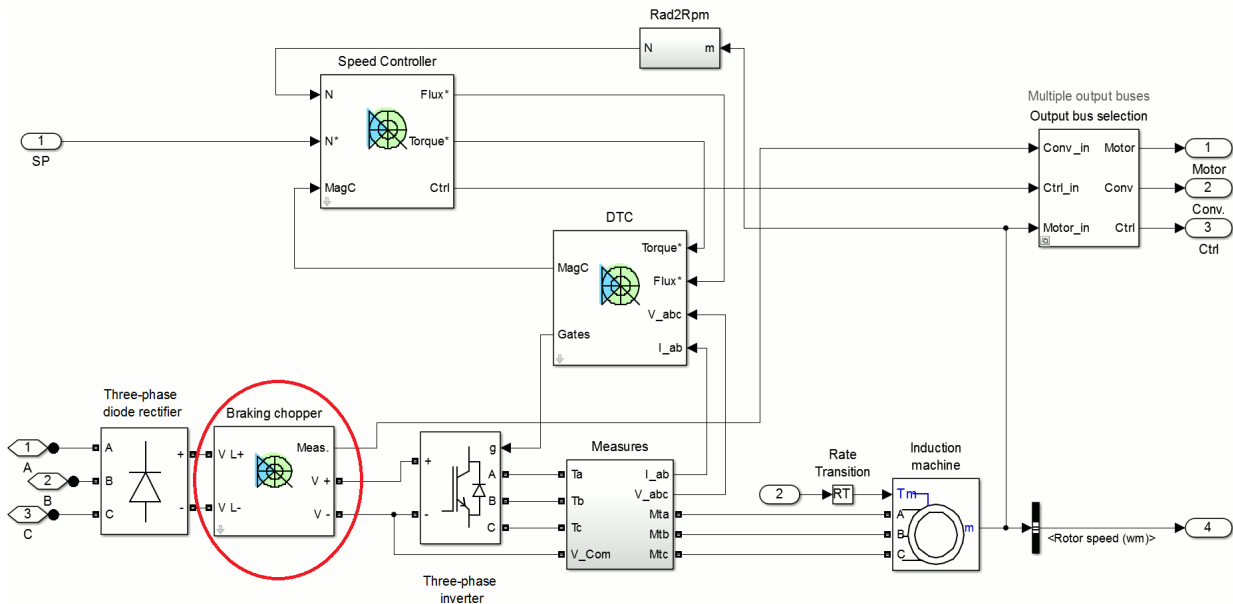 Rad2Rpm
N
m
Speed Controller
N
Flux*
N*
Torque*
MagC
Ctrl
1
SP
Multiple output buses
Output bus selection
Conv_in
Motor
Ctrl_in
Conv
Motor_in
Ctrl
1
Motor
2
Conv.
3
Ctrl
DTC
Torque*
MagC
Flux*
V_abc
Gates
I_ab
Three-phase
diode rectifier
1
A
2
B
3
C
A
+
B
C
-
Braking chopper
V L+
Meas.
V +
V L-
V -
g
+
A
B
-
C
Three-phase
inverter
Measures
Ta
I_ab
V_abc
Tb
Mta
Tc
Mtb
V_Com
Mtc
2
Rate
Transition
RT
Induction
machine
Tm
A
B
m
C
<Rotor speed (wm)>
4